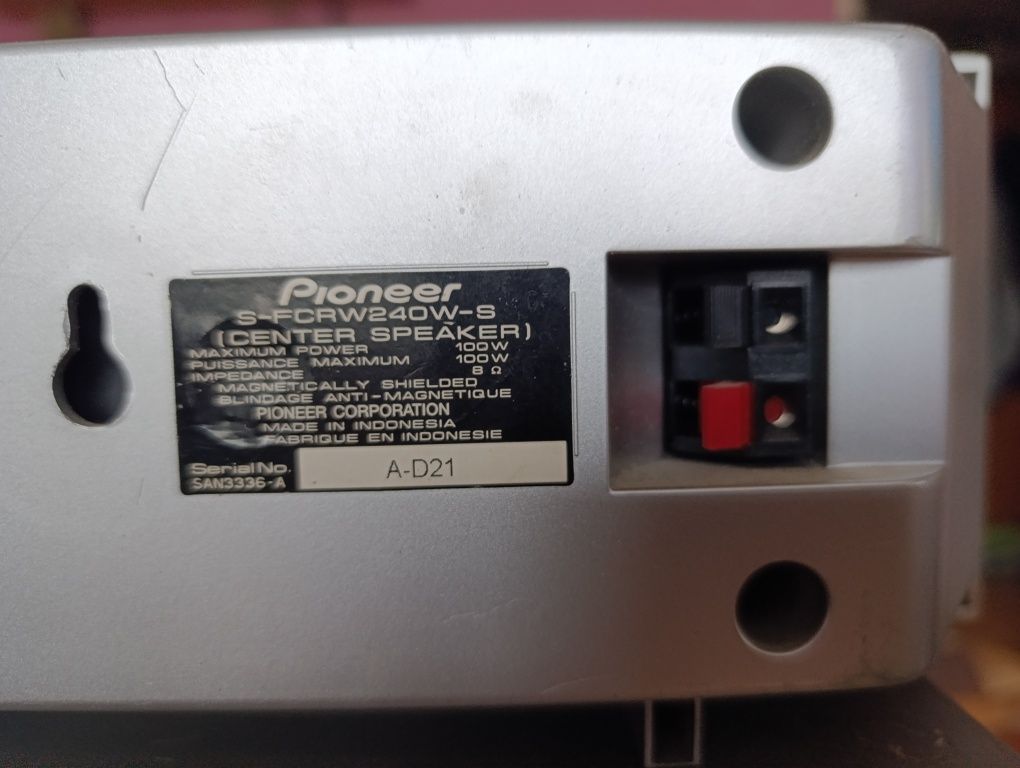 Pioneer
S-FCRW240W-S
(CENTER SPEAKER)
MAXIMUM POWER 100W
PUISSANCE MAXIMUM 100W
IMPEDANCE 8 Ω
MAGNETICALLY SHIELDED
BLINDAGE ANTI-MAGNETIQUE
PIONEER CORPORATION
MADE IN INDONESIA
FABRIQUE EN INDONESIE
Serial No. A-D21
SAN3336-A